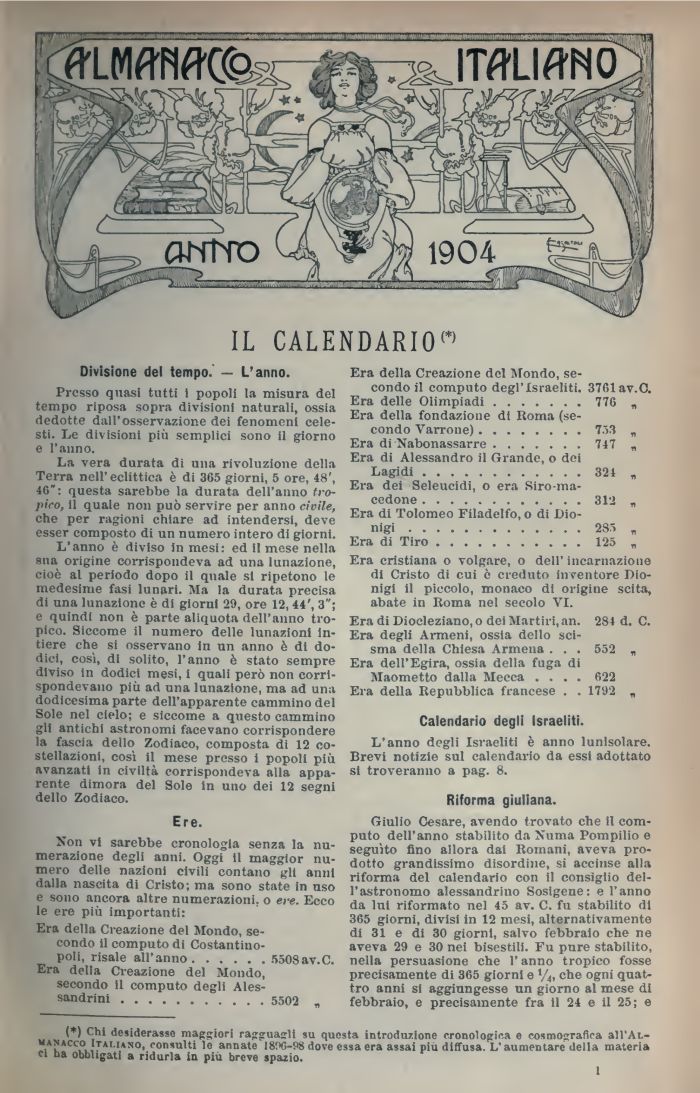 ALMANACCO ITALIANO
ANNO 1904
IL CALENDARIO (*)
Divisione del tempo. — L'anno.
Presso quasi tutti i popoli la misura del
tempo riposa sopra divisioni naturali, ossia
dedotte dall'osservazione dei fenomeni cele-
sti. Le divisioni più semplici sono il giorno
e l'anno.
La vera durata di una rivoluzione della
Terra nell'eclittica è di 365 giorni, 5 ore, 48',
46": questa sarebbe la durata dell'anno tro-
pico, il quale non può servire per anno civile,
che per ragioni chiare ad intendersi, deve
esser composto di un numero intero di giorni.
L'anno è diviso in mesi: ed il mese nella
sua origine corrispondeva ad una lunazione,
cioè al periodo dopo il quale si ripetono le
medesime fasi lunari. Ma la durata precisa
di una lunazione è di giorni 29, ore 12, 44', 3";
e quindi non è parte aliquota dell'anno tro-
pico. Siccome il numero delle lunazioni in-
tiere che si osservano in un anno è di do-
dici, così, di solito, l'anno è stato sempre
diviso in dodici mesi, i quali però non corri-
spondevano più ad una lunazione, ma ad una
dodicesima parte dell'apparente cammino del
Sole nel cielo; e siccome a questo cammino
gli antichi astronomi facevano corrispondere
la fascia dello Zodiaco, composta di 12 co-
stellazioni, così il mese presso i popoli più
avanzati in civiltà corrispondeva alla appa-
rente dimora del Sole in uno dei 12 segni
dello Zodiaco.
Ere.
Non vi sarebbe cronologia senza la nu-
merazione degli anni. Oggi il maggior nu-
mero delle nazioni civili contano gli anni
dalla nascita di Cristo; ma sono state in uso
e sono ancora altre numerazioni, o ere. Ecco
le ere più importanti:
Era della Creazione del Mondo, se-
condo il computo di Costantino-
poli, risale all'anno . . . . . . 5508 av. C.
Era della Creazione del Mondo,
secondo il computo degli Ales-
sandrini . . . . . . . . . . . 5502 „
Era della Creazione del Mondo, se-
condo il computo degl'Israeliti. 3761 av. C.
Era delle Olimpiadi . . . . . . . 776 „
Era della fondazione di Roma (se-
condo Varrone) . . . . . . . . 753 „
Era di Nabonassarre . . . . . . . 747 „
Era di Alessandro il Grande, o dei
Lagidi . . . . . . . . . . . . 324 „
Era dei Seleucidi, o era Siro-ma-
cedone . . . . . . . . . . . . 312 „
Era di Tolomeo Filadelfo, o di Dio-
nigi . . . . . . . . . . . . . 285 „
Era di Tiro . . . . . . . . . . . 125 „
Era cristiana o volgare, o dell'incarnazione
di Cristo di cui è creduto inventore Dio-
nigi il piccolo, monaco di origine scita,
abate in Roma nel secolo VI.
Era di Diocleziano, o dei Martiri, an. 284 d. C.
Era degli Armeni, ossia dello sci-
sma della Chiesa Armena . . . 552 „
Era dell'Egira, ossia della fuga di
Maometto dalla Mecca . . . . 622
Era della Repubblica francese . . 1792 „
Calendario degli Israeliti.
L'anno degli Israeliti è anno lunisolare.
Brevi notizie sul calendario da essi adottato
si troveranno a pag. 8.
Riforma giuliana.
Giulio Cesare, avendo trovato che il com-
puto dell'anno stabilito da Numa Pompilio e
seguìto fino allora dai Romani, aveva pro-
dotto grandissimo disordine, si accinse alla
riforma del calendario con il consiglio del-
l'astronomo alessandrino Sosigene: e l'anno
da lui riformato nel 45 av. C. fu stabilito di
365 giorni, divisi in 12 mesi, alternativamente
di 31 e di 30 giorni, salvo febbraio che ne
aveva 29 e 30 nei bisestili. Fu pure stabilito,
nella persuasione che l'anno tropico fosse
precisamente di 365 giorni e 1/4, che ogni quat-
tro anni si aggiungesse un giorno al mese di
febbraio, e precisamente fra il 24 e il 25; e
(*) Chi desiderasse maggiori ragguagli su questa introduzione cronologica e cosmografica all'AL-
MANACCO ITALIANO, consulti le annate 1896-98 dove essa era assai più diffusa. L'aumentare della materia
ci ha obbligati a ridurla in più breve spazio.
1